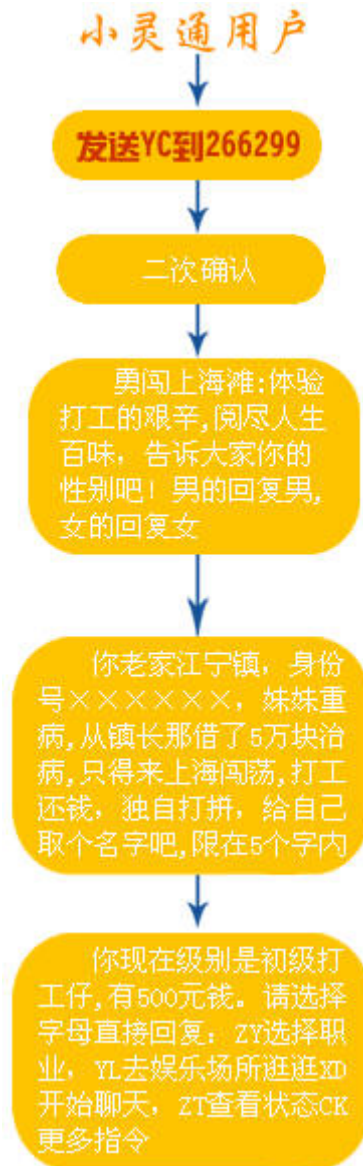 小灵通用户
发送YC到266299
二次确认
勇闯上海滩:体验
打工的艰辛,阅尽人生
百味，告诉大家你的
性别吧！男的回复男,
女的回复女
你老家江宁镇，身份
号××××××，妹妹重
病,从镇长那借了5万块治
病,只得来上海闯荡,打工
还钱，独自打拼，给自己
取个名字吧,限在5个字内
你现在级别是初级打
工仔,有500元钱。请选择
字母直接回复：ZY选择职
业，YL去娱乐场所逛逛XD
开始聊天，ZT查看状态CK
更多指令